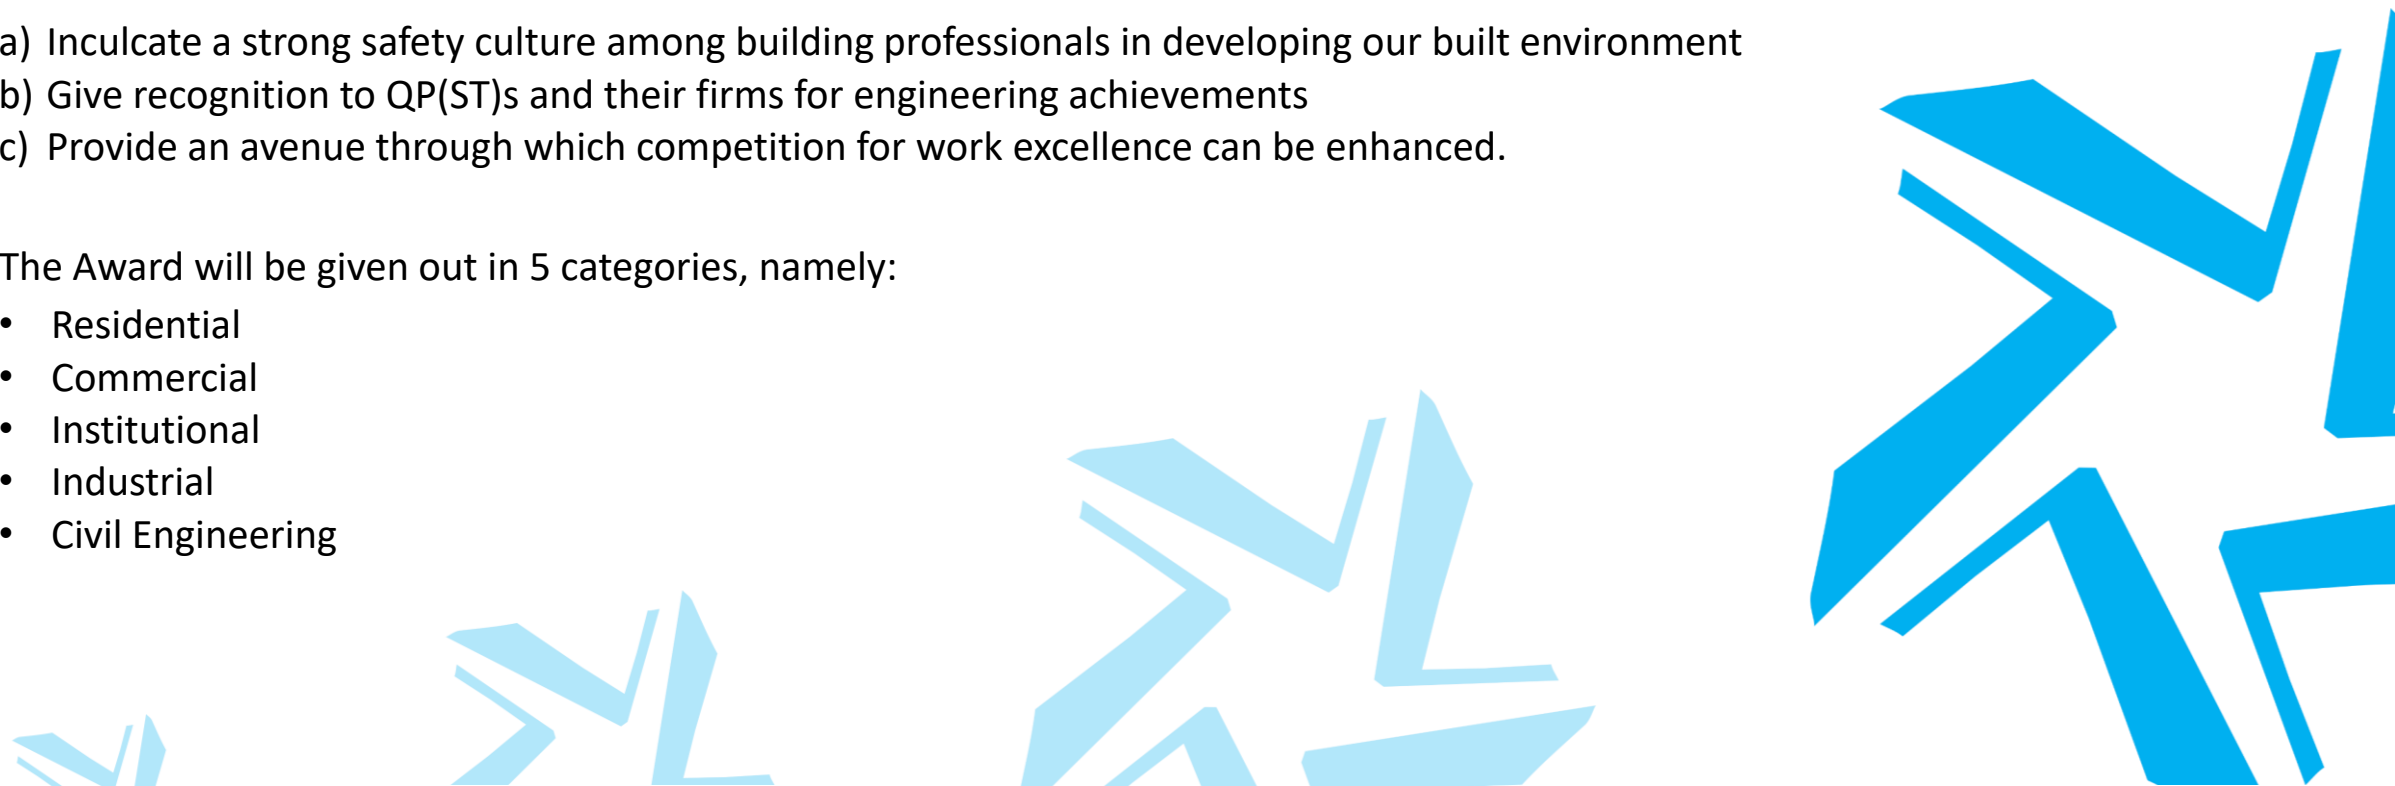 a) Inculcate a strong safety culture among building professionals in developing our built environment
b) Give recognition to QP(ST)s and their firms for engineering achievements
c) Provide an avenue through which competition for work excellence can be enhanced.
The Award will be given out in 5 categories, namely:
• Residential
• Commercial
• Institutional
• Industrial
• Civil Engineering